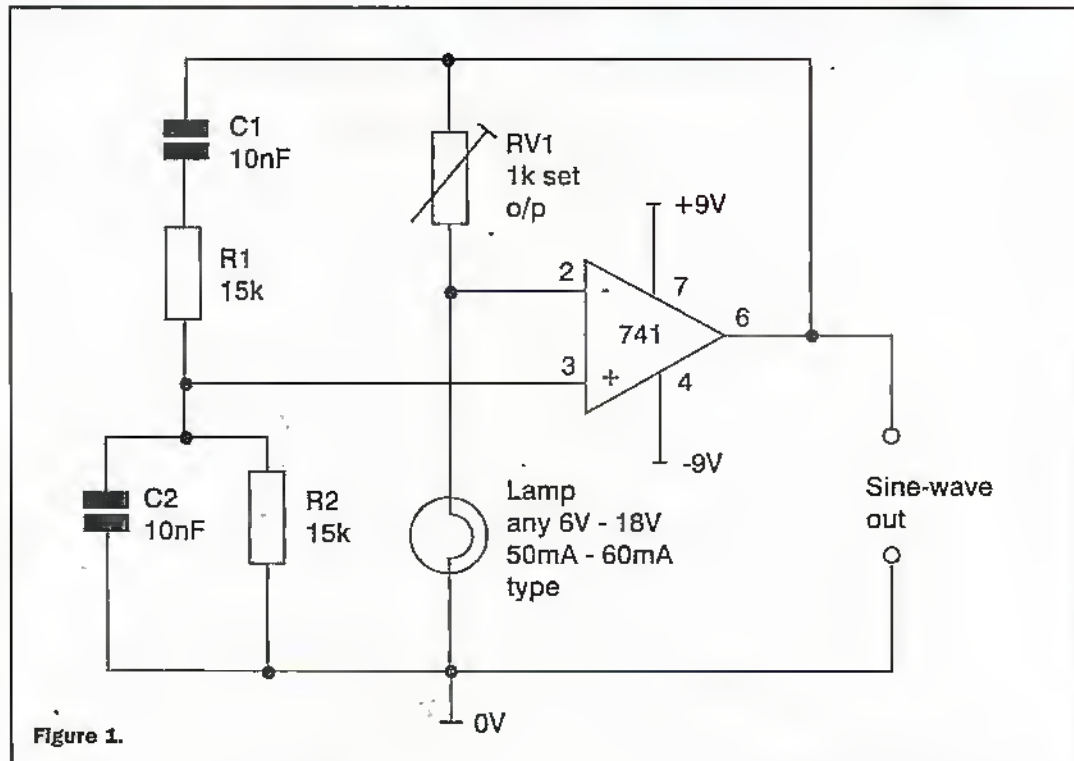 C1
10nF
R1
15k
C2
10nF
R2
15k
RV1
1k set
o/p
+9V
2
-
7
741
6
3
+
4
-9V
Lamp
any 6V - 18V
50mA - 60mA
type
Sine-wave
out
0V
Figure 1.